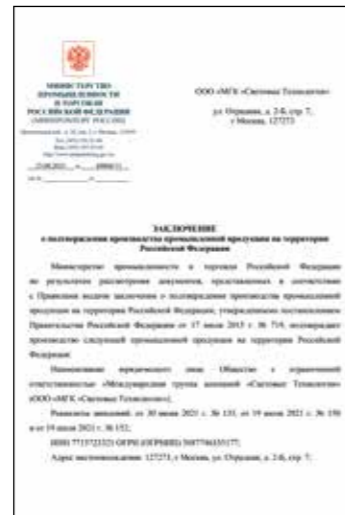 МИНИСТЕРСТВО
ПРОМЫШЛЕННОСТИ
И ТОРГОВЛИ
РОССИЙСКОЙ ФЕДЕРАЦИИ
(МИНПРОМТОРГ РОССИИ)
ООО «МГК «Световые Технологии»
ул. Отрадная, д. 2-Б, стр. 7,
г. Москва, 127273
ЗАКЛЮЧЕНИЕ
о подтверждении производства промышленной продукции на территории
Российской Федерации
Министерство промышленности и торговли Российской Федерации
по результатам рассмотрения документов, представленных в соответствии
с Правилами выдачи заключения о подтверждении производства промышленной
продукции на территории Российской Федерации, утвержденными постановлением
Правительства Российской Федерации от 17 июля 2015 г. № 719, подтверждает
производство следующей промышленной продукции на территории Российской
Федерации:
Наименование юридического лица: Общество с ограниченной
ответственностью «Международная группа компаний «Световые Технологии»
(ООО «МГК «Световые Технологии»);
Реквизиты заявлений: от 30 июня 2021 г. № 133, от 19 июля 2021 г. № 150
и от 19 июля 2021 г. № 152;
ИНН ОГРН (ОГРНИП)
Адрес местонахождения: 127273, г. Москва, ул. Отрадная, д. 2-Б, стр. 7;